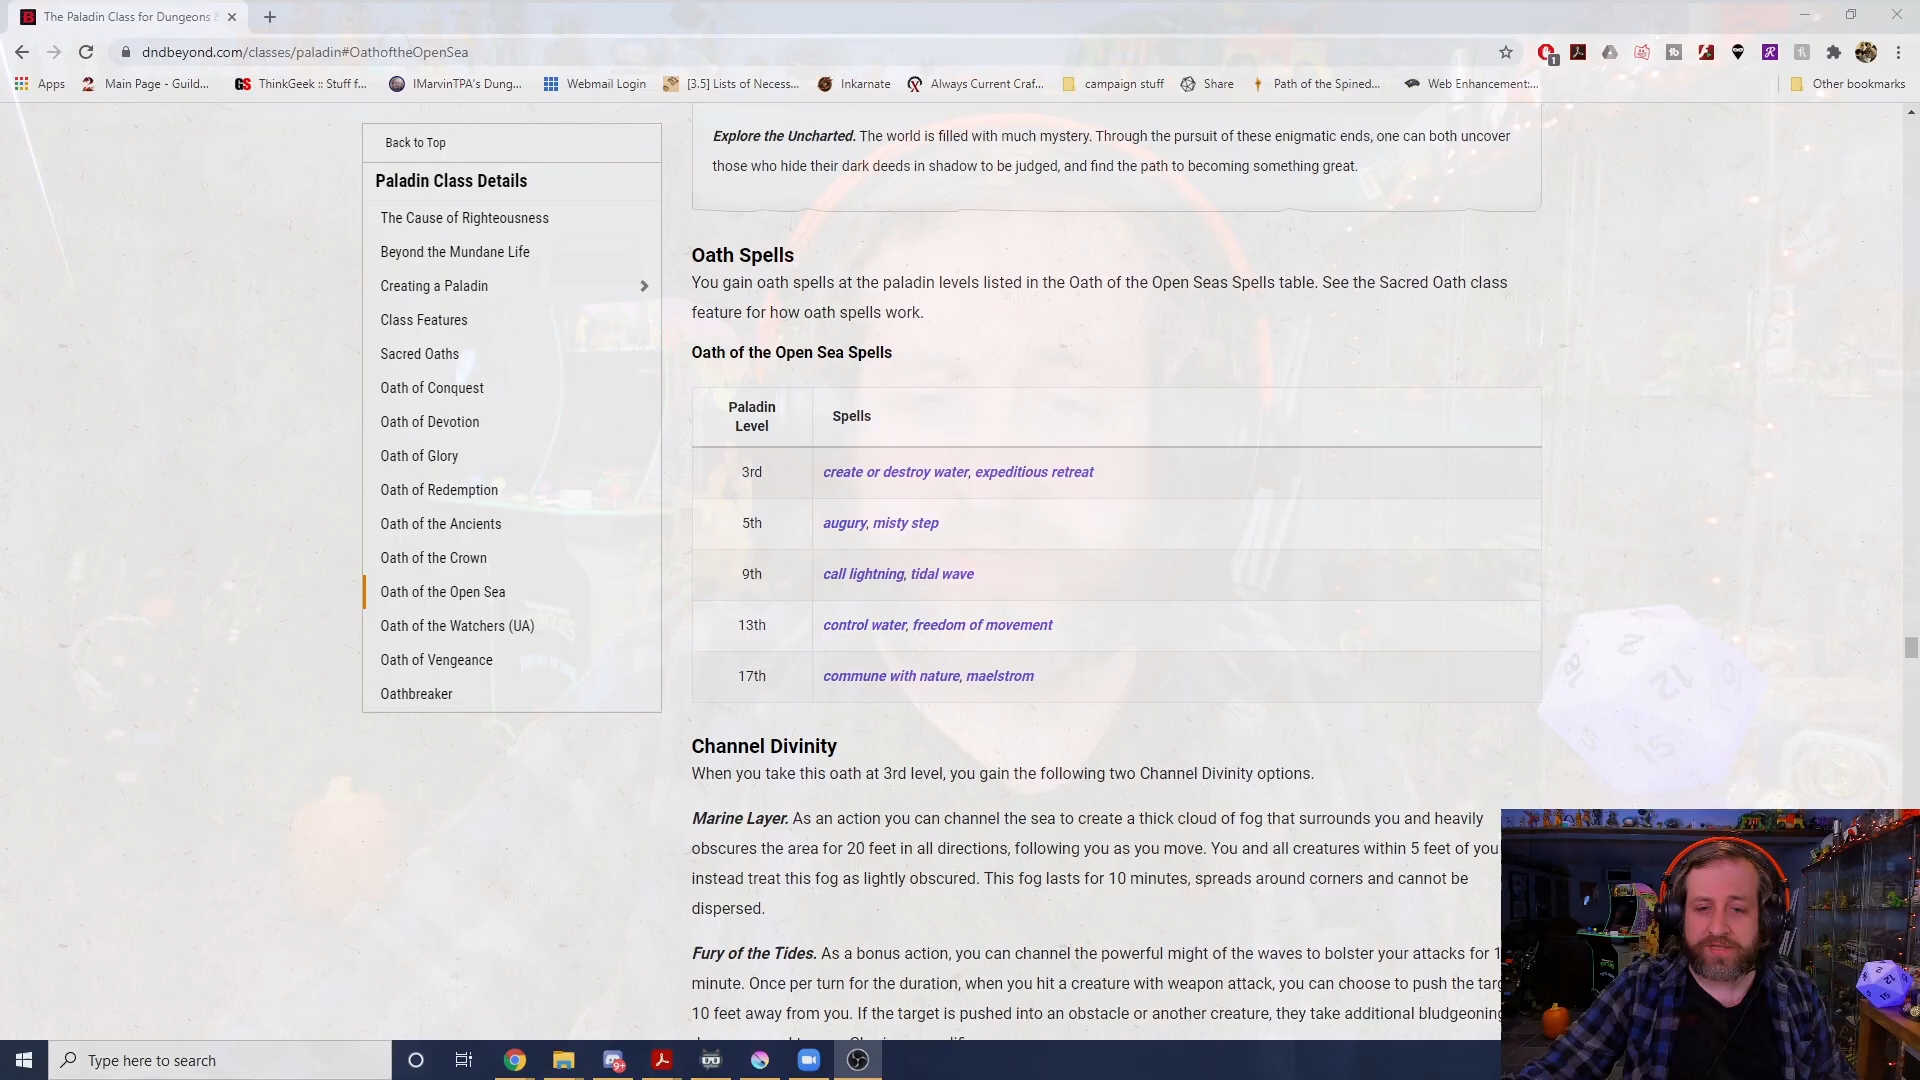 The Paladin Class for Dungeons &
dndbeyond.com/classes/paladin#OathoftheOpenSea
Apps
Main Page - Guild...
ThinkGeek :: Stuff f...
IMarvinTPA's Dung...
Webmail Login
[3.5] Lists of Necess...
Inkarnate
Always Current Craf...
campaign stuff
Share
Path of the Spined...
Web Enhancement:...
Other bookmarks
Back to Top
Paladin Class Details
The Cause of Righteousness
Beyond the Mundane Life
Creating a Paladin
Class Features
Sacred Oaths
Oath of Conquest
Oath of Devotion
Oath of Glory
Oath of Redemption
Oath of the Ancients
Oath of the Crown
Oath of the Open Sea
Oath of the Watchers (UA)
Oath of Vengeance
Oathbreaker
Explore the Uncharted. The world is filled with much mystery. Through the pursuit of these enigmatic ends, one can both uncover
those who hide their dark deeds in shadow to be judged, and find the path to becoming something great.
Oath Spells
You gain oath spells at the paladin levels listed in the Oath of the Open Seas Spells table. See the Sacred Oath class
feature for how oath spells work.
Oath of the Open Sea Spells
Paladin
Level
Spells
3rd
create or destroy water, expeditious retreat
5th
augury, misty step
9th
call lightning, tidal wave
13th
control water, freedom of movement
17th
commune with nature, maelstrom
Channel Divinity
When you take this oath at 3rd level, you gain the following two Channel Divinity options.
Marine Layer. As an action you can channel the sea to create a thick cloud of fog that surrounds you and heavily
obscures the area for 20 feet in all directions, following you as you move. You and all creatures within 5 feet of you
instead treat this fog as lightly obscured. This fog lasts for 10 minutes, spreads around corners and cannot be
dispersed.
Fury of the Tides. As a bonus action, you can channel the powerful might of the waves to bolster your attacks for 1
minute. Once per turn for the duration, when you hit a creature with weapon attack, you can choose to push the
10 feet away from you. If the target is pushed into an obstacle or another creature, they take additional bludgeoning
Type here to search